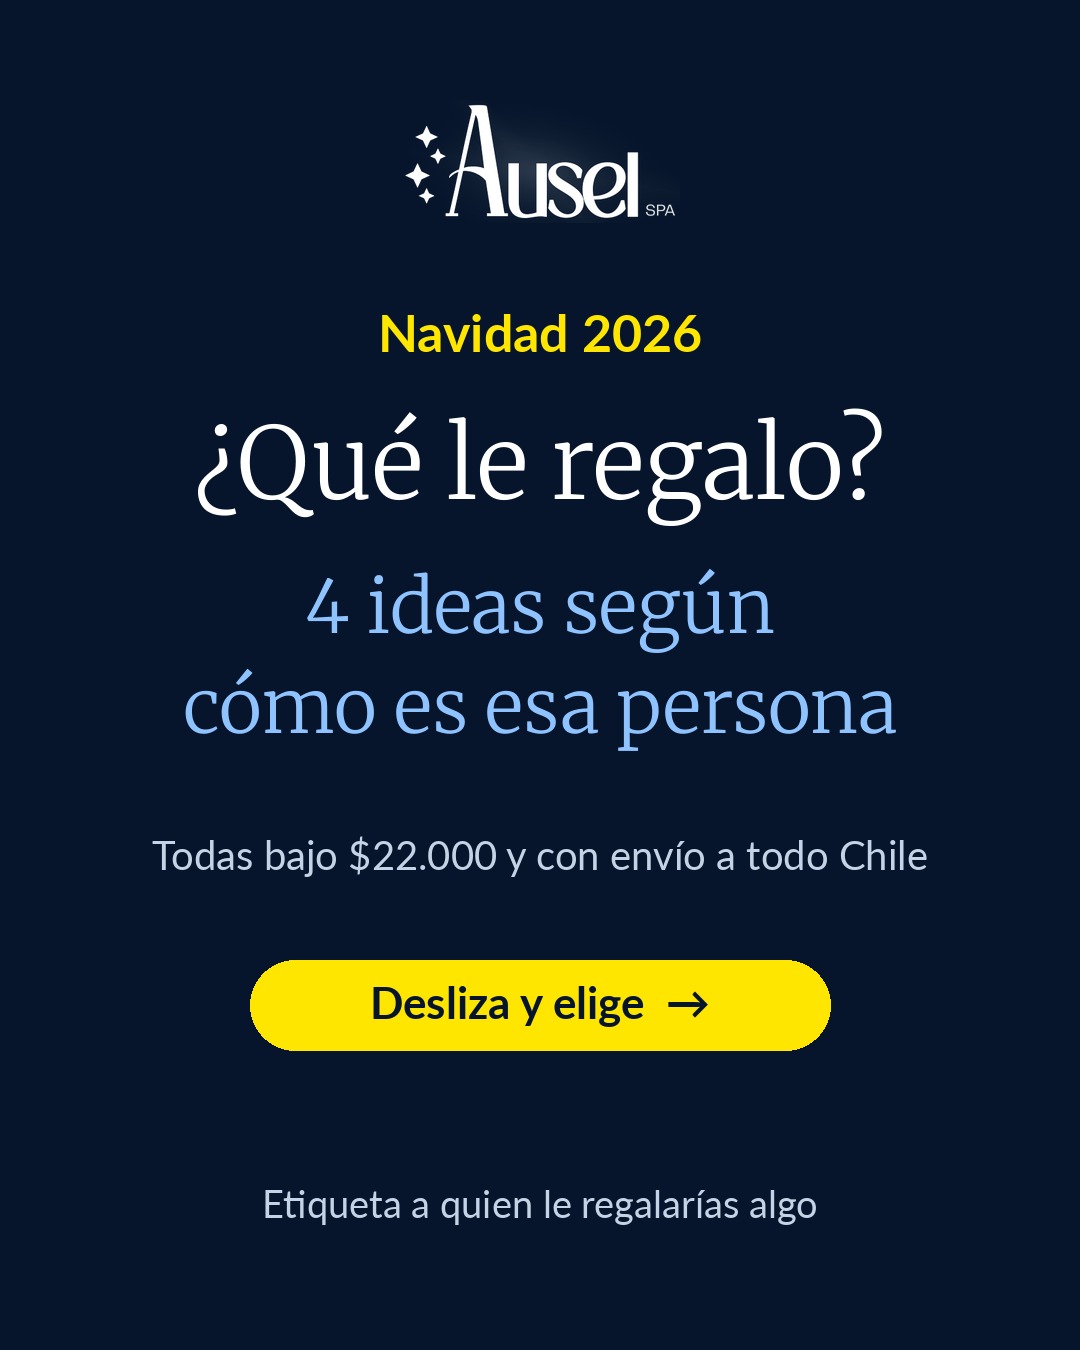 Ausel SPA
Navidad 2026
¿Qué le regalo?
4 ideas según
cómo es esa persona
Todas bajo $22.000 y con envío a todo Chile
Desliza y elige →
Etiqueta a quien le regalarías algo